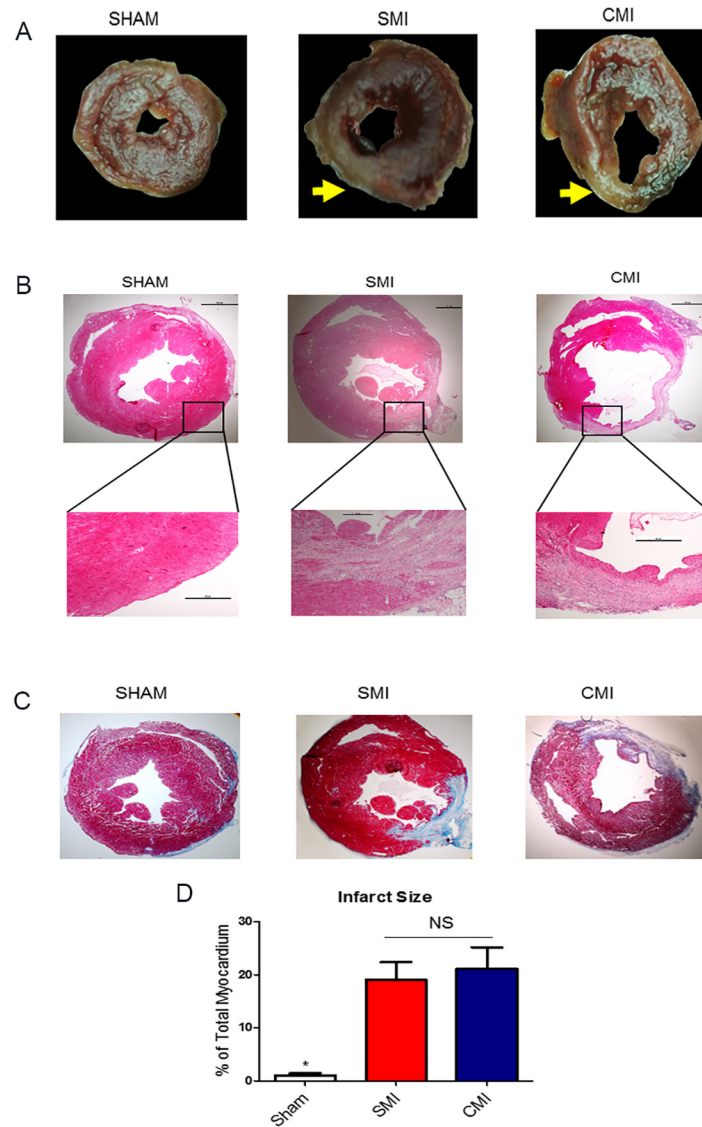 A
SHAM
SMI
CMI
B
SHAM
SMI
CMI
C
SHAM
SMI
CMI
D
Infarct Size
% of Total Myocardium
30
20
10
0
NS
*
Sham
SMI
CMI